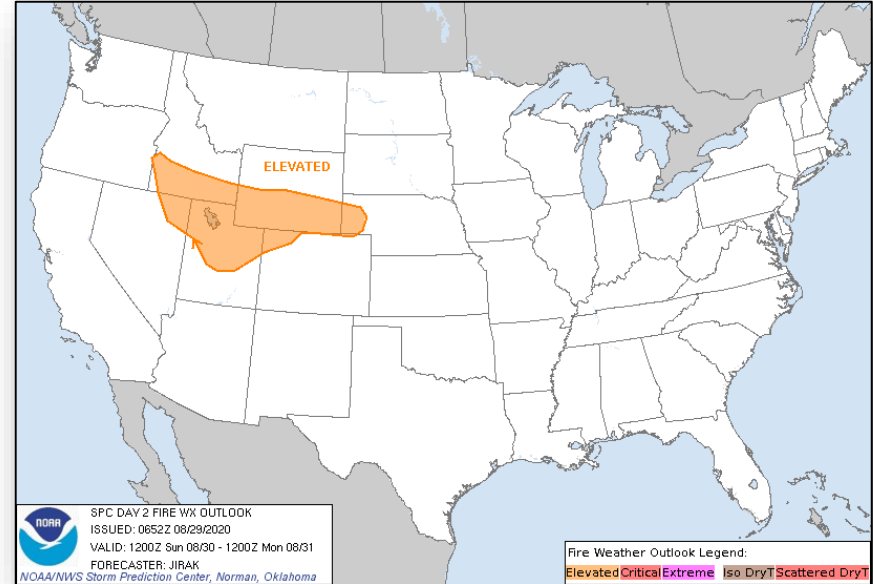 ELEVATED
NOAA
SPC DAY 2 FIRE WX OUTLOOK
ISSUED: 0652Z 08/29/2020
VALID: 1200Z Sun 08/30 - 1200Z Mon 08/31
FORECASTER: JIRAK
NOAA/NWS Storm Prediction Center, Norman, Oklahoma
Fire Weather Outlook Legend:
Elevated Critical Extreme Iso DryT Scattered DryT